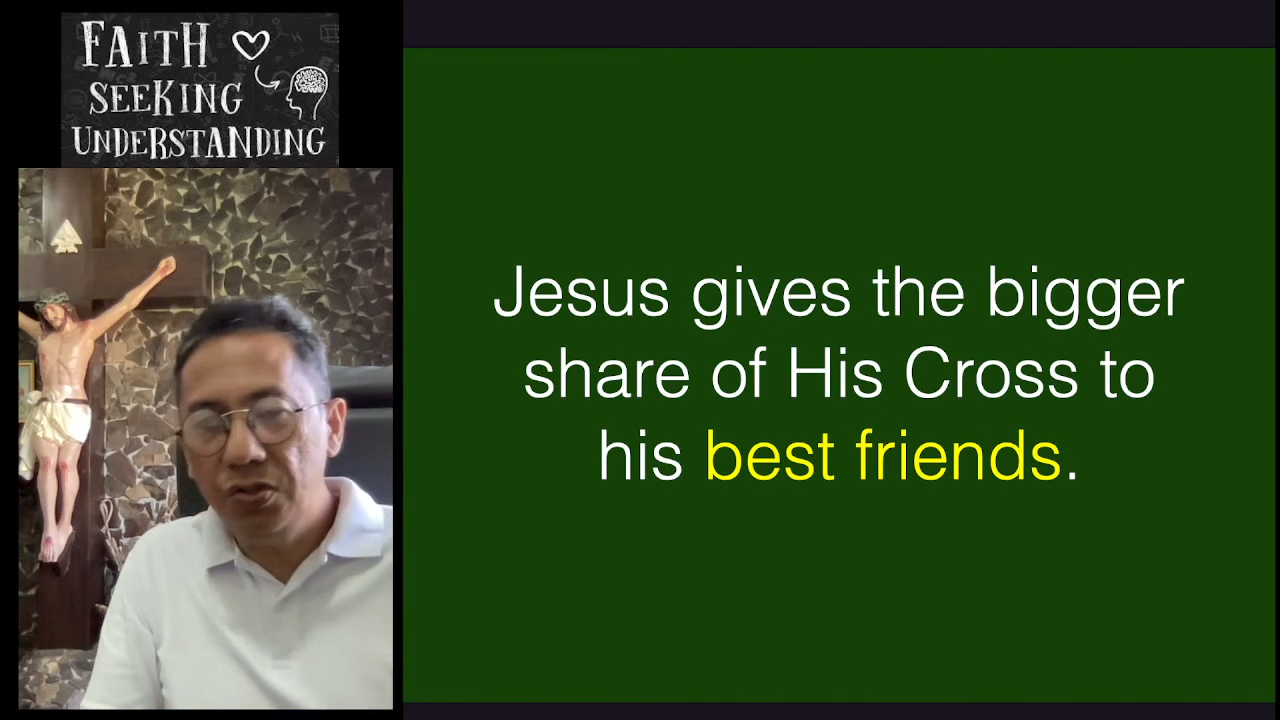 FAITH
SEEKING
UNDERSTANDING
Jesus gives the bigger
share of His Cross to
his best friends.